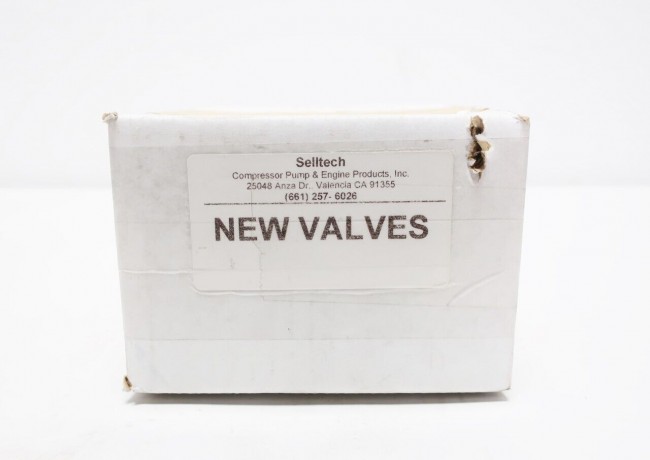 Selltech
Compressor Pump & Engine Products, Inc.
25048 Anza Dr. Valencia CA 91355
(661) 257- 6026
NEW VALVES